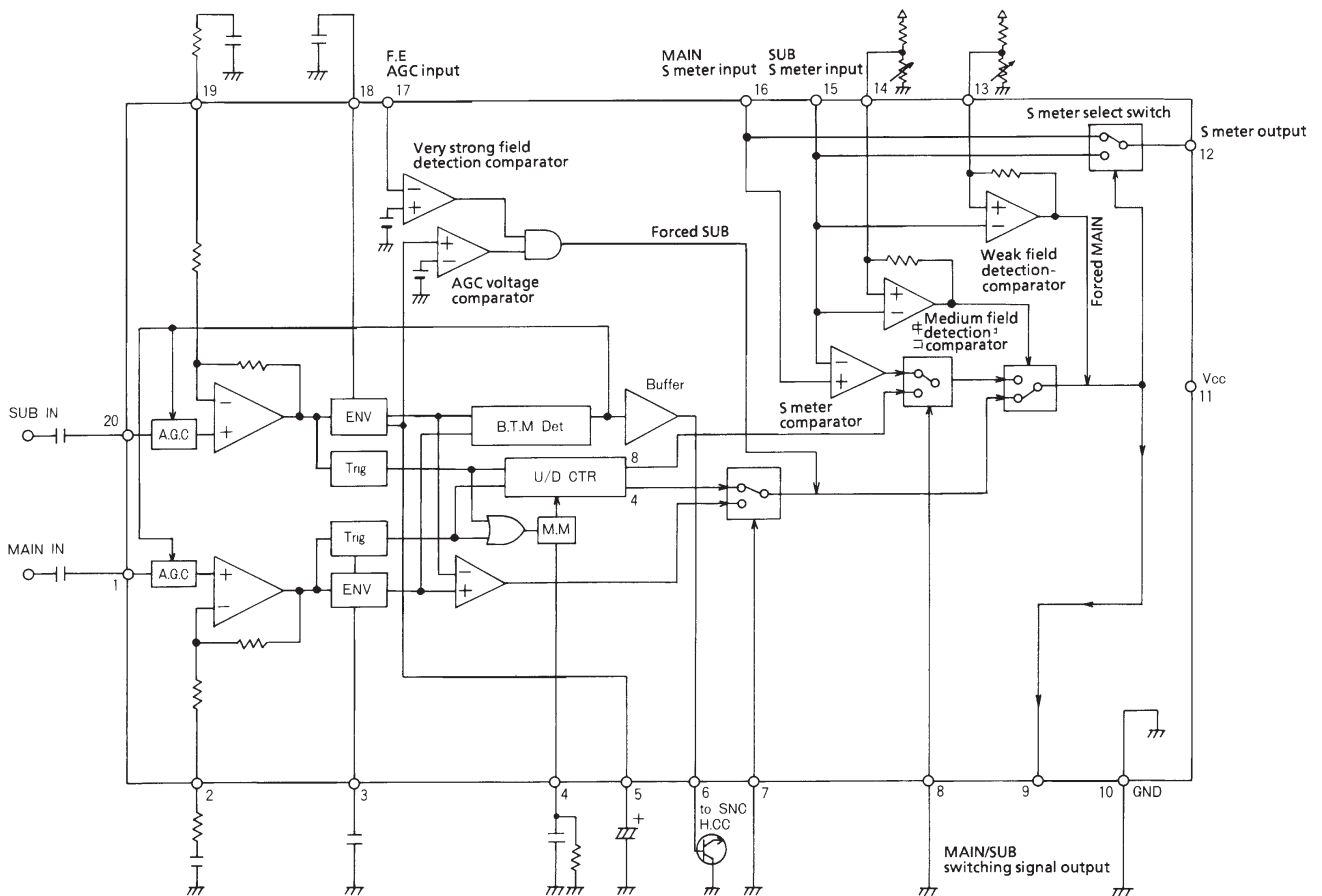 F.E
AGC input
MAIN
S meter input
SUB
S meter input
19
18
17
16
15
14
13
S meter select switch
S meter output
12
Very strong field
detection comparator
Forced SUB
AGC voltage
comparator
Weak field
detection-
comparator
Forced MAIN
Medium field
detection
comparator
Buffer
Vcc
11
SUB IN
20
A.G.C
ENV
B.T.M Det
S meter
comparator
Trig
U/D CTR
8
4
MAIN IN
1
A.G.C
Trig
M.M
ENV
2
3
4
5
6
7
8
9
10
GND
to SNC
H.CC
MAIN/SUB
switching signal output